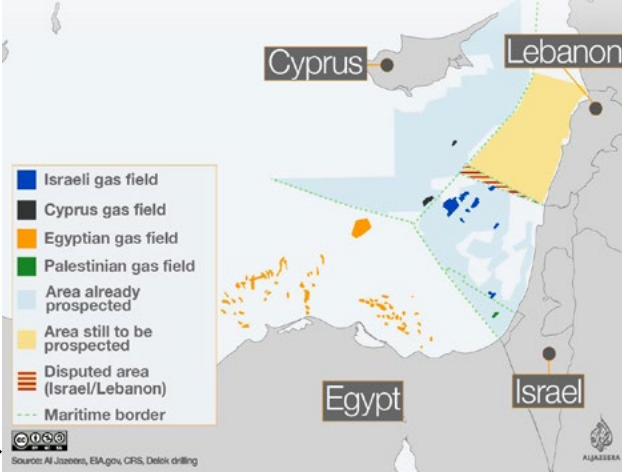 Cyprus
Lebanon
Israeli gas field
Cyprus gas field
Egyptian gas field
Palestinian gas field
Area already
prospected
Area still to be
prospected
Disputed area
(Israel/Lebanon)
Maritime border
Egypt
Israel
Source: Al Jazeera, EIA.gov, CRS, Delek drilling
ALJAZEERA